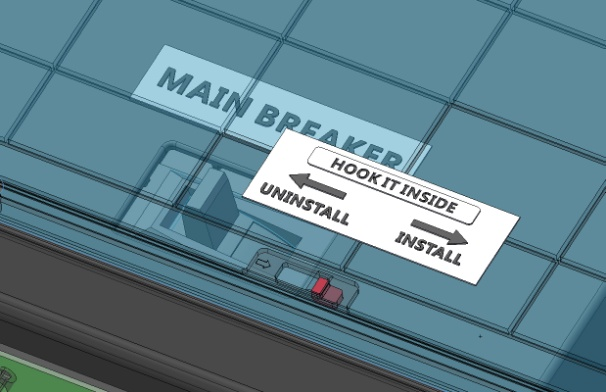 MAIN BREAKER
HOOK IT INSIDE
UNINSTALL
INSTALL